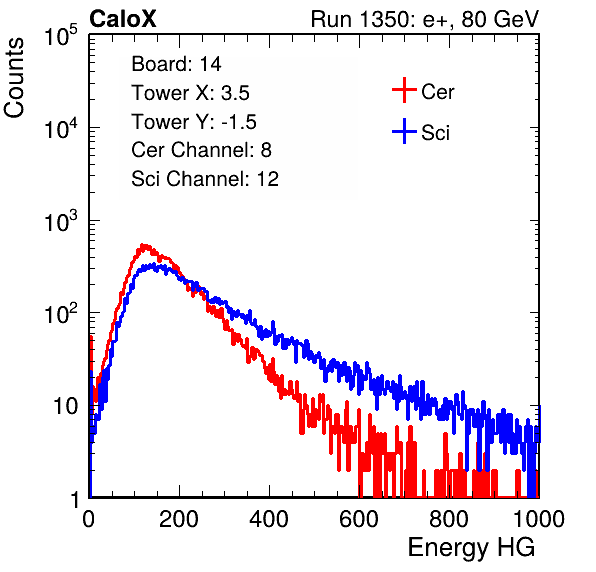 CaloX Run 1350: e+, 80 GeV
Counts
Board: 14
Tower X: 3.5
Tower Y: -1.5
Cer Channel: 8
Sci Channel: 12
Cer
Sci
10^5
10^4
10^3
10^2
10
1
0 200 400 600 800 1000
Energy HG